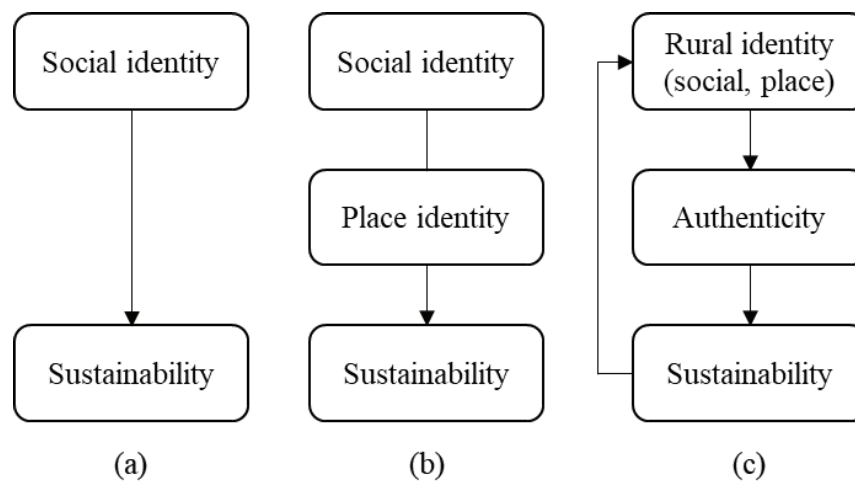 Social identity
Sustainability
(a)
Social identity
Place identity
Sustainability
(b)
Rural identity
(social, place)
Authenticity
Sustainability
(c)